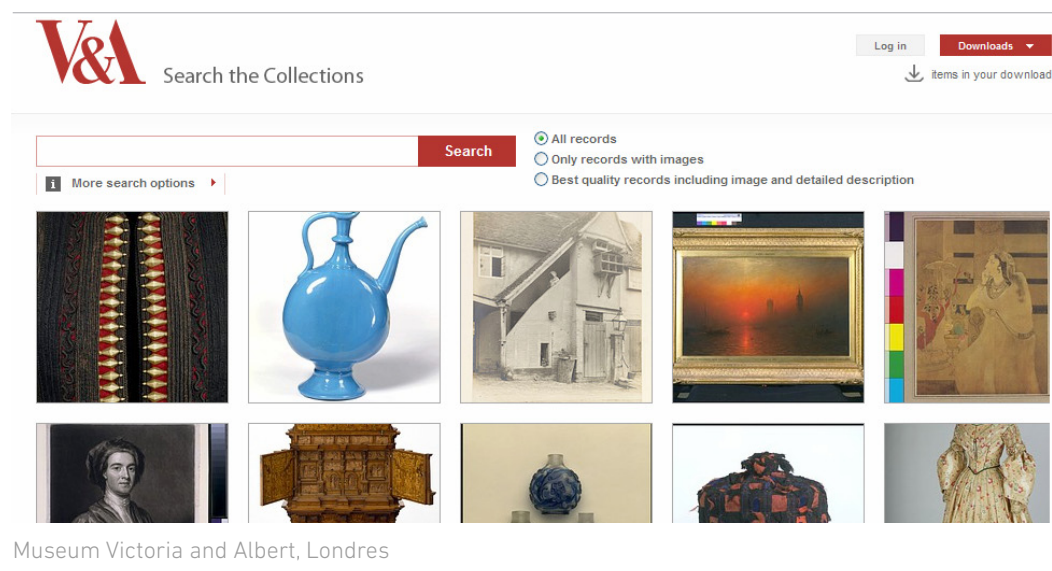 V&A
Search the Collections
Log in
Downloads
items in your download
Search
All records
Only records with images
Best quality records including image and detailed description
i More search options
Museum Victoria and Albert, Londres